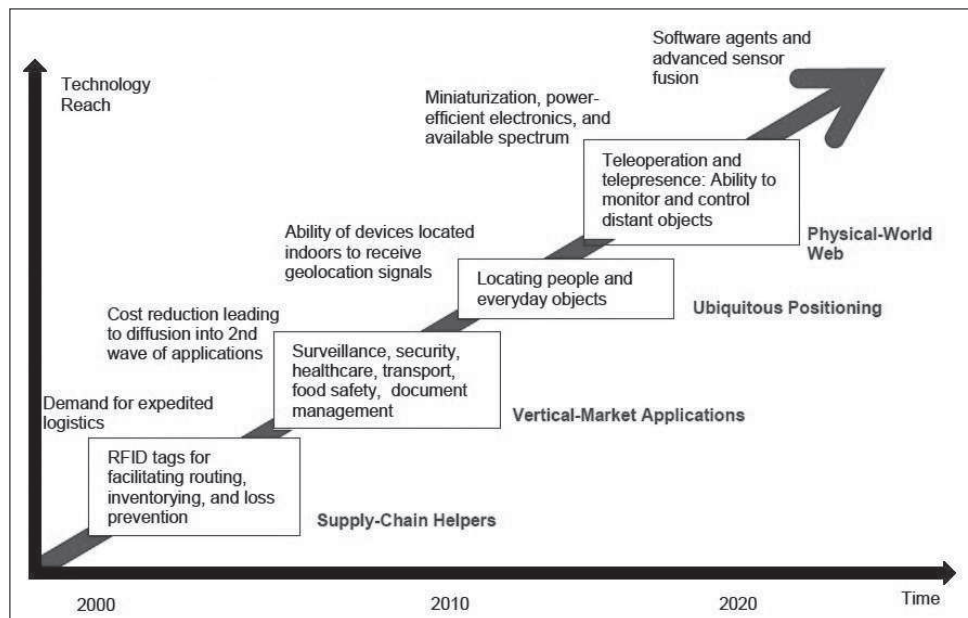 Software agents and
advanced sensor
fusion
Technology
Reach
Miniaturization, power-
efficient electronics, and
available spectrum
Teleoperation and
telepresence: Ability to
monitor and control
distant objects
Physical-World
Web
Ability of devices located
indoors to receive
geolocation signals
Locating people and
everyday objects
Ubiquitous Positioning
Cost reduction leading
to diffusion into 2nd
wave of applications
Surveillance, security,
healthcare, transport,
food safety, document
management
Vertical-Market Applications
Demand for expedited
logistics
RFID tags for
facilitating routing,
inventorying, and loss
prevention
Supply-Chain Helpers
2000
2010
2020
Time